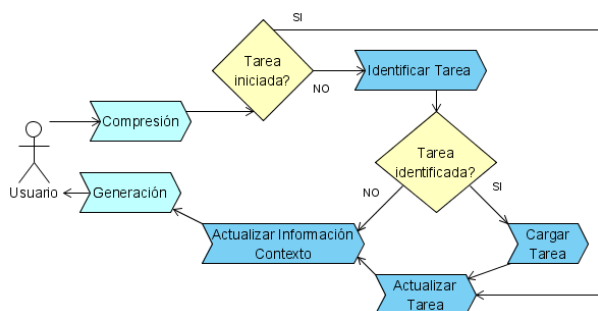 SI
Tarea
iniciada?
NO
Identificar Tarea
Compresión
Usuario
Tarea
identificada?
NO
SI
Generación
Actualizar Información
Contexto
Cargar
Tarea
Actualizar
Tarea